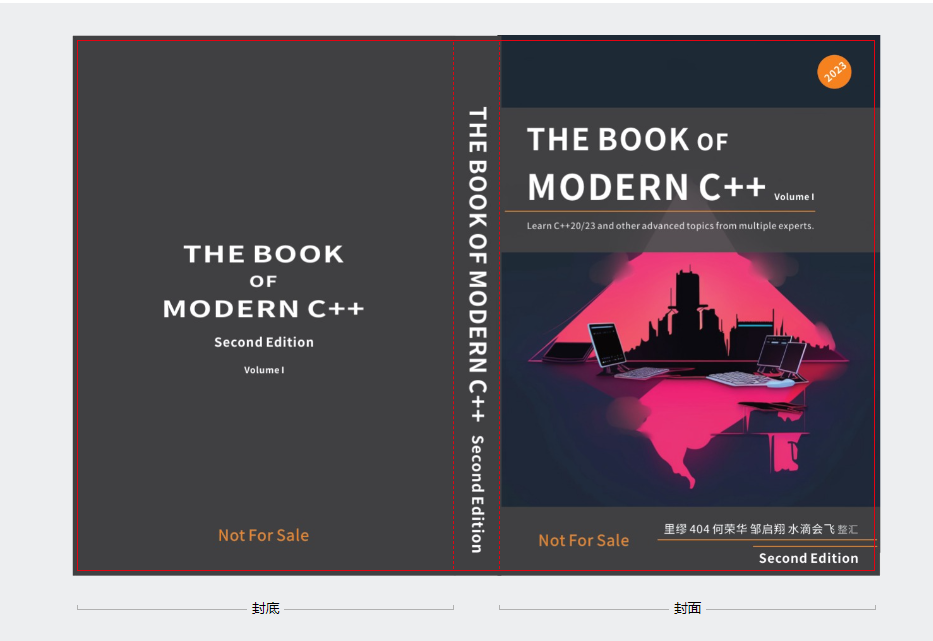 THE BOOK
OF
MODERN C++
Second Edition
Volume I
Not For Sale
THE BOOK OF MODERN C++ Second Edition
2023
THE BOOK OF
MODERN C++ Volume I
Learn C++20/23 and other advanced topics from multiple experts.
Not For Sale
里缪 404 何荣华 邹启翔 水滴会飞 整汇
Second Edition
封底
封面